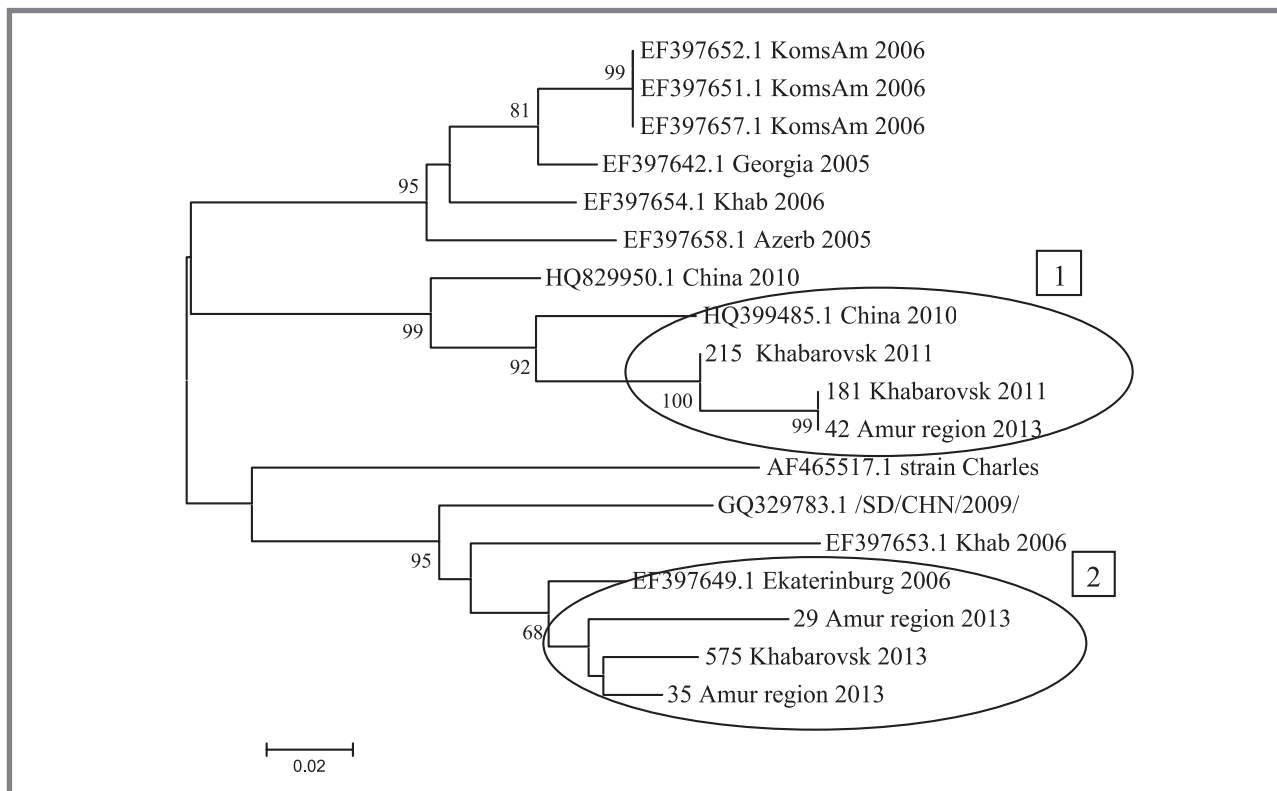 EF397652.1 KomsAm 2006
99
EF397651.1 KomsAm 2006
81
EF397657.1 KomsAm 2006
EF397642.1 Georgia 2005
95
EF397654.1 Khab 2006
EF397658.1 Azerb 2005
HQ829950.1 China 2010
1
HQ399485.1 China 2010
99
215 Khabarovsk 2011
92
181 Khabarovsk 2011
100
99
42 Amur region 2013
AF465517.1 strain Charles
GQ329783.1 /SD/CHN/2009/
EF397653.1 Khab 2006
95
2
EF397649.1 Ekaterinburg 2006
29 Amur region 2013
68
575 Khabarovsk 2013
35 Amur region 2013
0.02